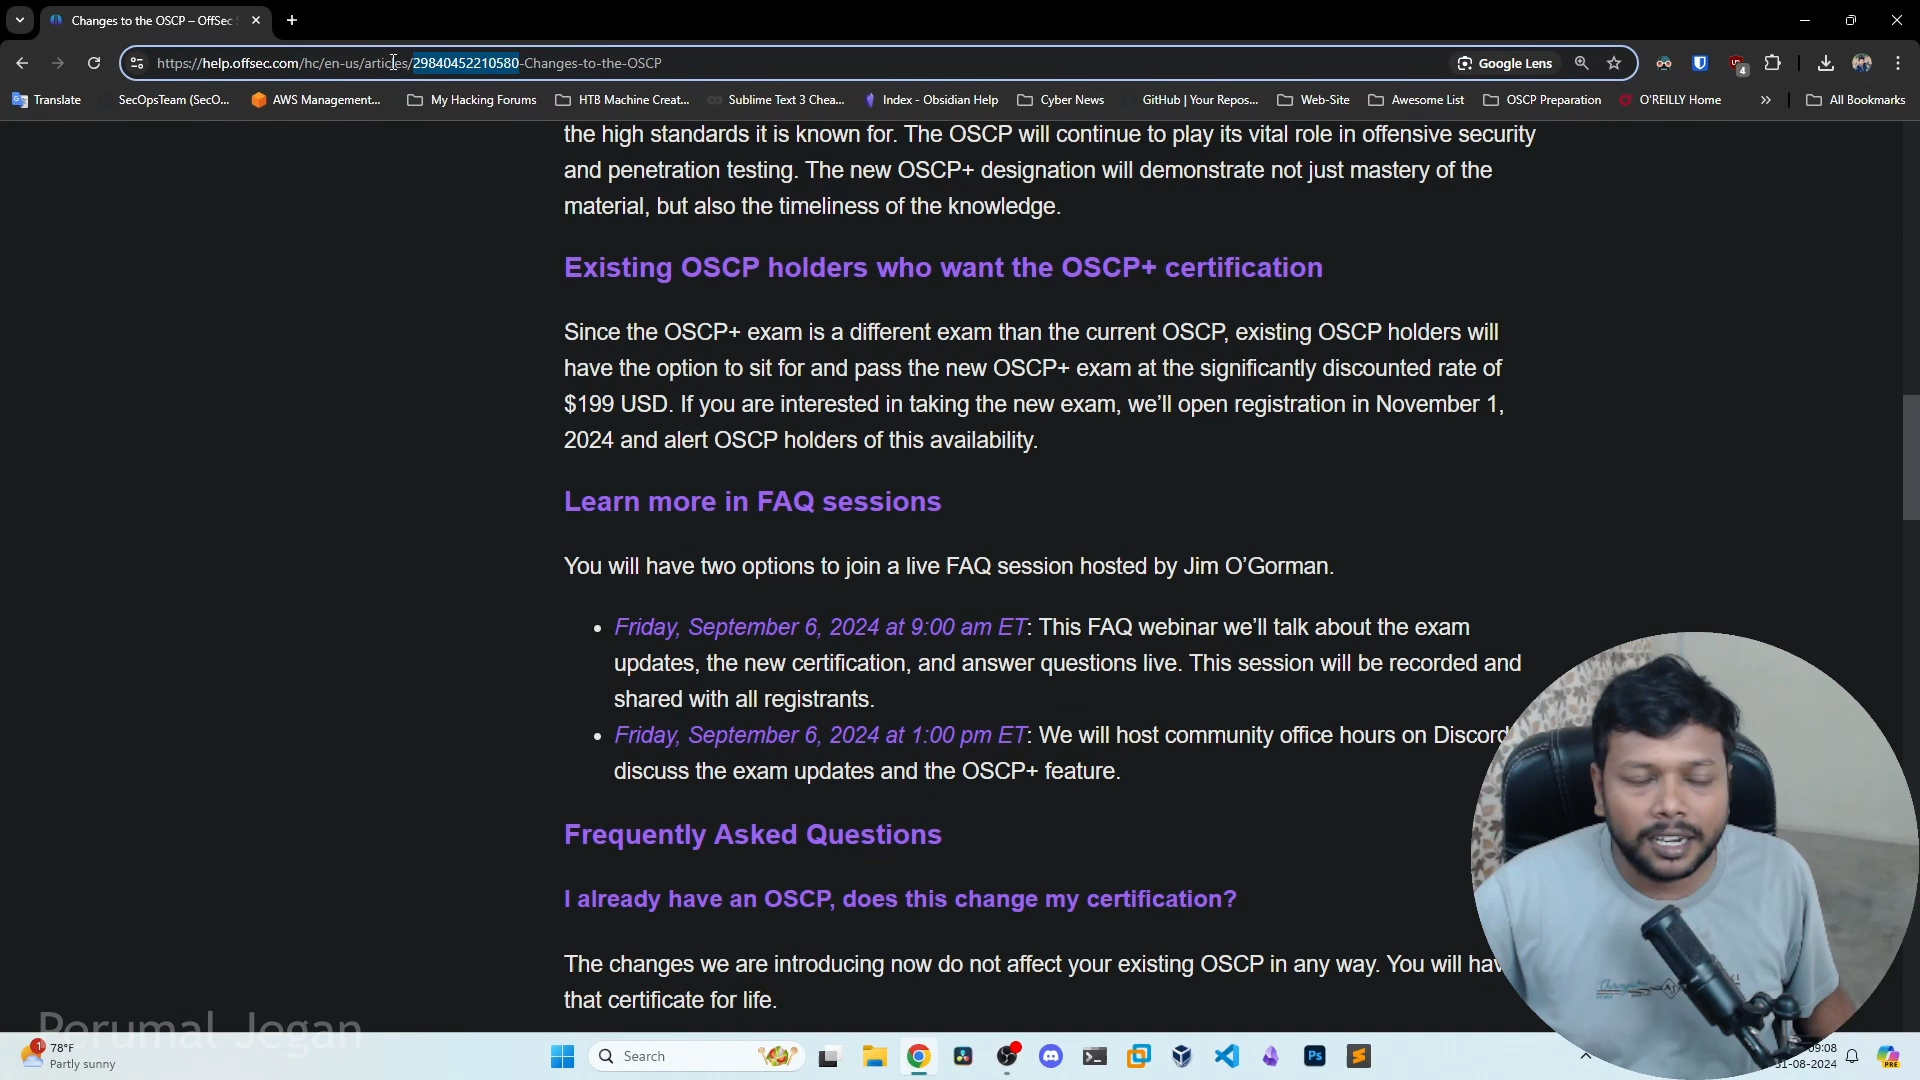 Changes to the OSCP – OffSec
https://help.offsec.com/hc/en-us/articles/29840452210580-Changes-to-the-OSCP
Google Lens
4
Translate
SecOpsTeam (SecO...
AWS Management...
My Hacking Forums
HTB Machine Creat...
Sublime Text 3 Chea...
Index - Obsidian Help
Cyber News
GitHub | Your Repos...
Web-Site
Awesome List
OSCP Preparation
O'REILLY Home
»
All Bookmarks
the high standards it is known for. The OSCP will continue to play its vital role in offensive security
and penetration testing. The new OSCP+ designation will demonstrate not just mastery of the
material, but also the timeliness of the knowledge.
Existing OSCP holders who want the OSCP+ certification
Since the OSCP+ exam is a different exam than the current OSCP, existing OSCP holders will
have the option to sit for and pass the new OSCP+ exam at the significantly discounted rate of
$199 USD. If you are interested in taking the new exam, we’ll open registration in November 1,
2024 and alert OSCP holders of this availability.
Learn more in FAQ sessions
You will have two options to join a live FAQ session hosted by Jim O’Gorman.
• Friday, September 6, 2024 at 9:00 am ET: This FAQ webinar we’ll talk about the exam
updates, the new certification, and answer questions live. This session will be recorded and
shared with all registrants.
• Friday, September 6, 2024 at 1:00 pm ET: We will host community office hours on Discord
discuss the exam updates and the OSCP+ feature.
Frequently Asked Questions
I already have an OSCP, does this change my certification?
The changes we are introducing now do not affect your existing OSCP in any way. You will
that certificate for life.
Perumal Jegan
1
78°F
Partly sunny
Search
Ps
09:08
31-08-2024
PRE